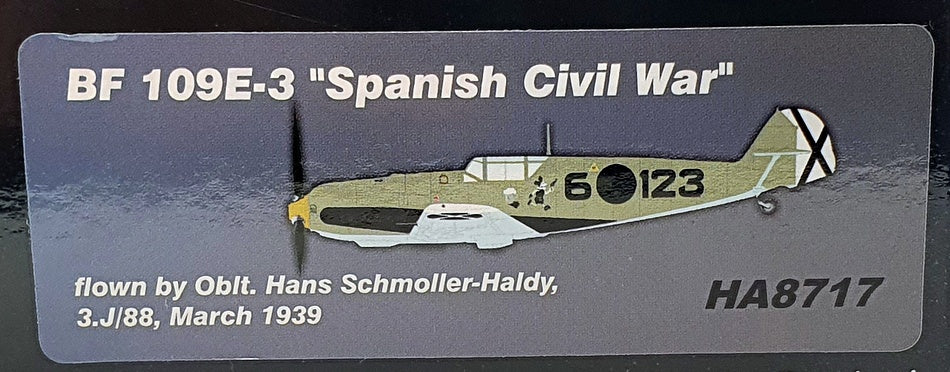 BF 109E-3 "Spanish Civil War"
6 123
flown by Oblt. Hans Schmoller-Haldy,
3.J/88, March 1939
HA8717